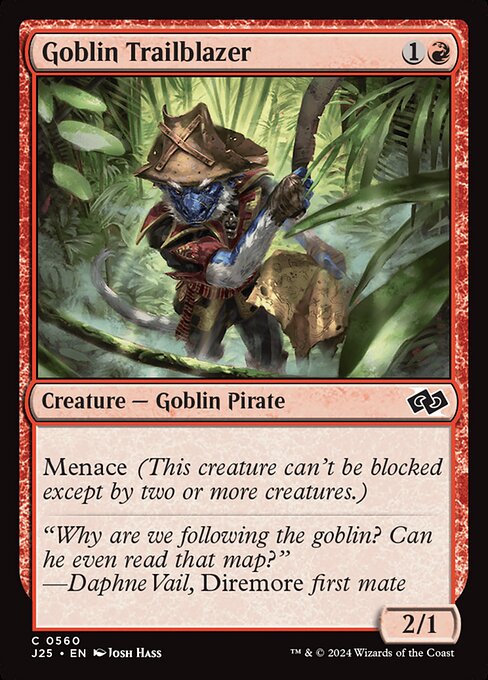 Goblin Trailblazer 1
Creature — Goblin Pirate
Menace (This creature can't be blocked
except by two or more creatures.)
“Why are we following the goblin? Can
he even read that map?”
—Daphne Vail, Diremore first mate
2/1
C 0560
J25 • EN Josh Hass
™ & © 2024 Wizards of the Coast